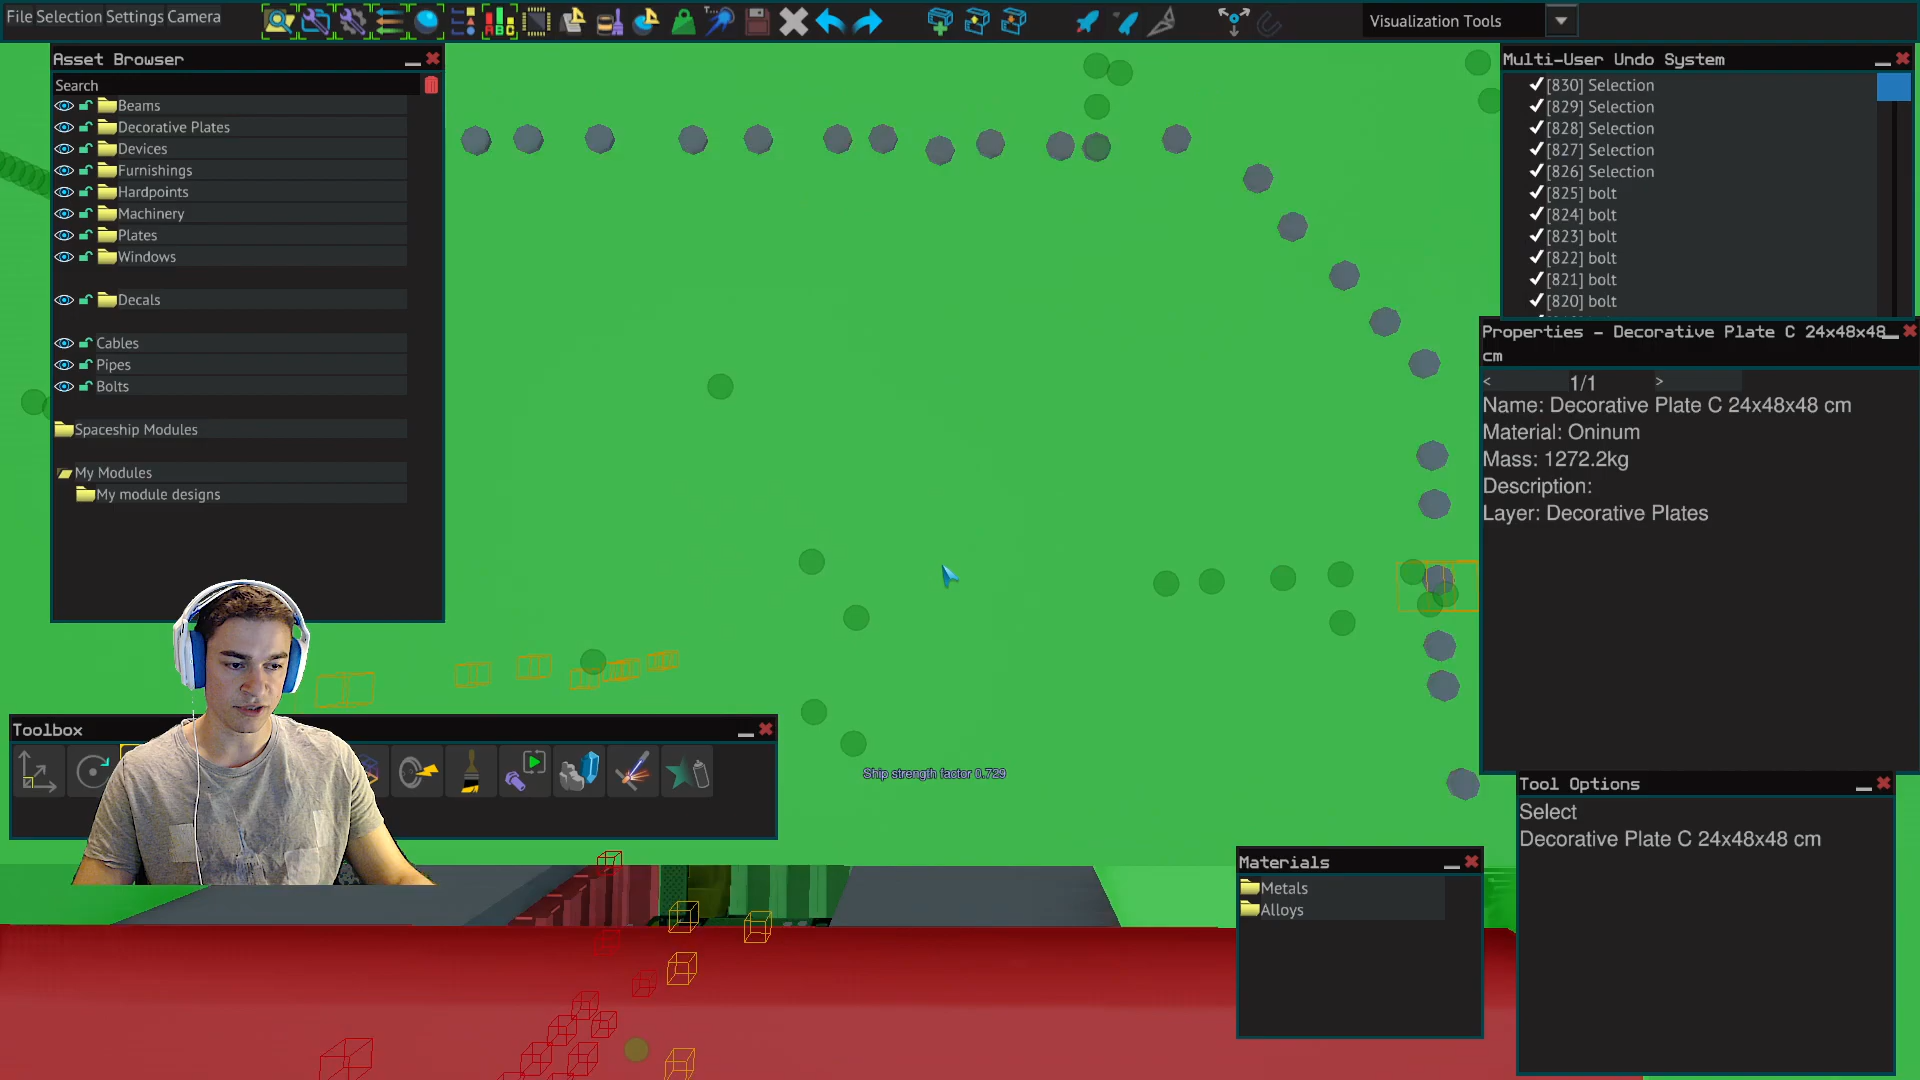 File Selection Settings Camera
Visualization Tools
Asset Browser
Search
Beams
Decorative Plates
Devices
Furnishings
Hardpoints
Machinery
Plates
Windows
Decals
Cables
Pipes
Bolts
Spaceship Modules
My Modules
My module designs
Multi-User Undo System
[830] Selection
[829] Selection
[828] Selection
[827] Selection
[826] Selection
[825] bolt
[824] bolt
[823] bolt
[822] bolt
[821] bolt
[820] bolt
Properties - Decorative Plate C 24x48x48
cm
< 1/1 >
Name: Decorative Plate C 24x48x48 cm
Material: Oninum
Mass: 1272.2kg
Description:
Layer: Decorative Plates
Toolbox
Ship strength factor 0.729
Tool Options
Select
Decorative Plate C 24x48x48 cm
Materials
Metals
Alloys